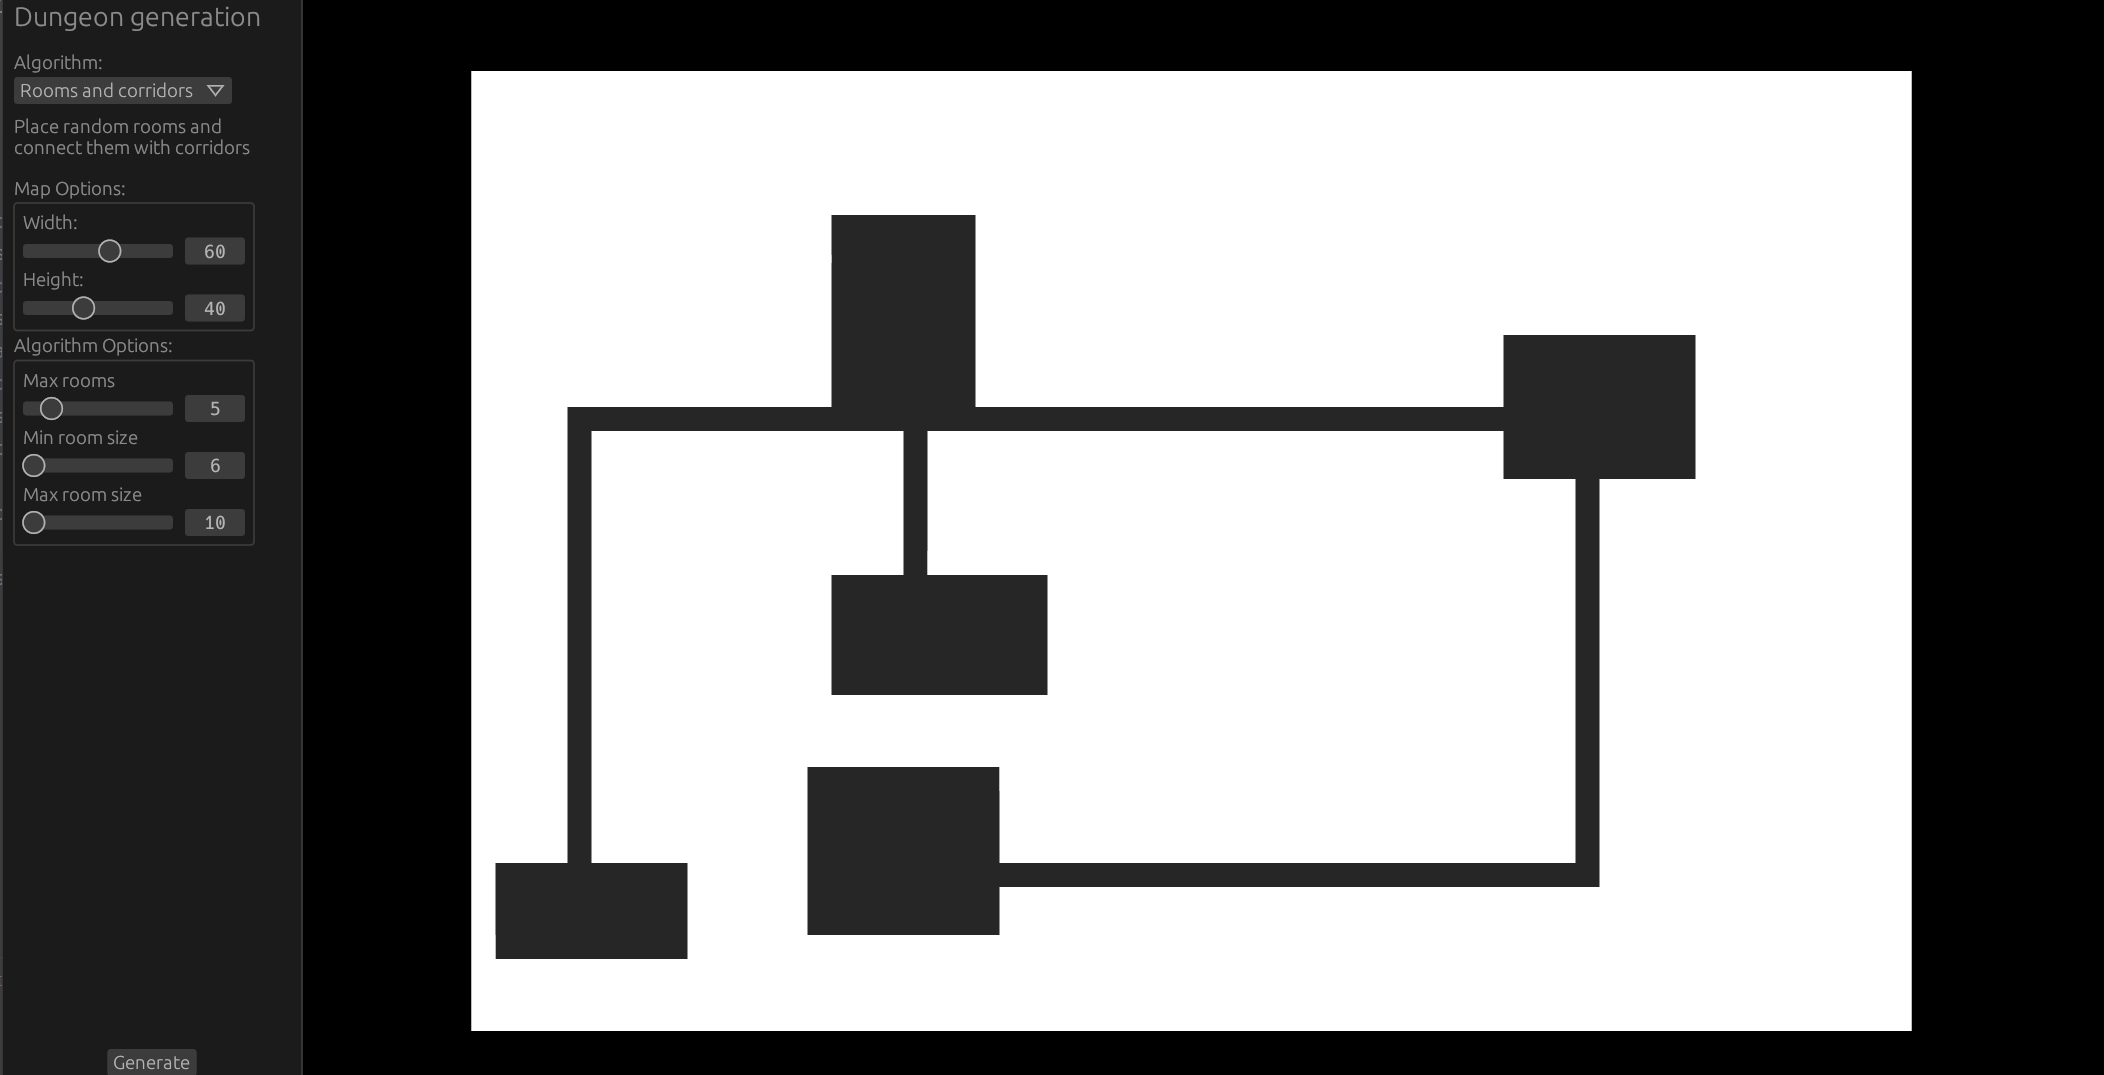 Dungeon generation
Algorithm:
Rooms and corridors
Place random rooms and
connect them with corridors
Map Options:
Width:
60
Height:
40
Algorithm Options:
Max rooms
5
Min room size
6
Max room size
10
Generate